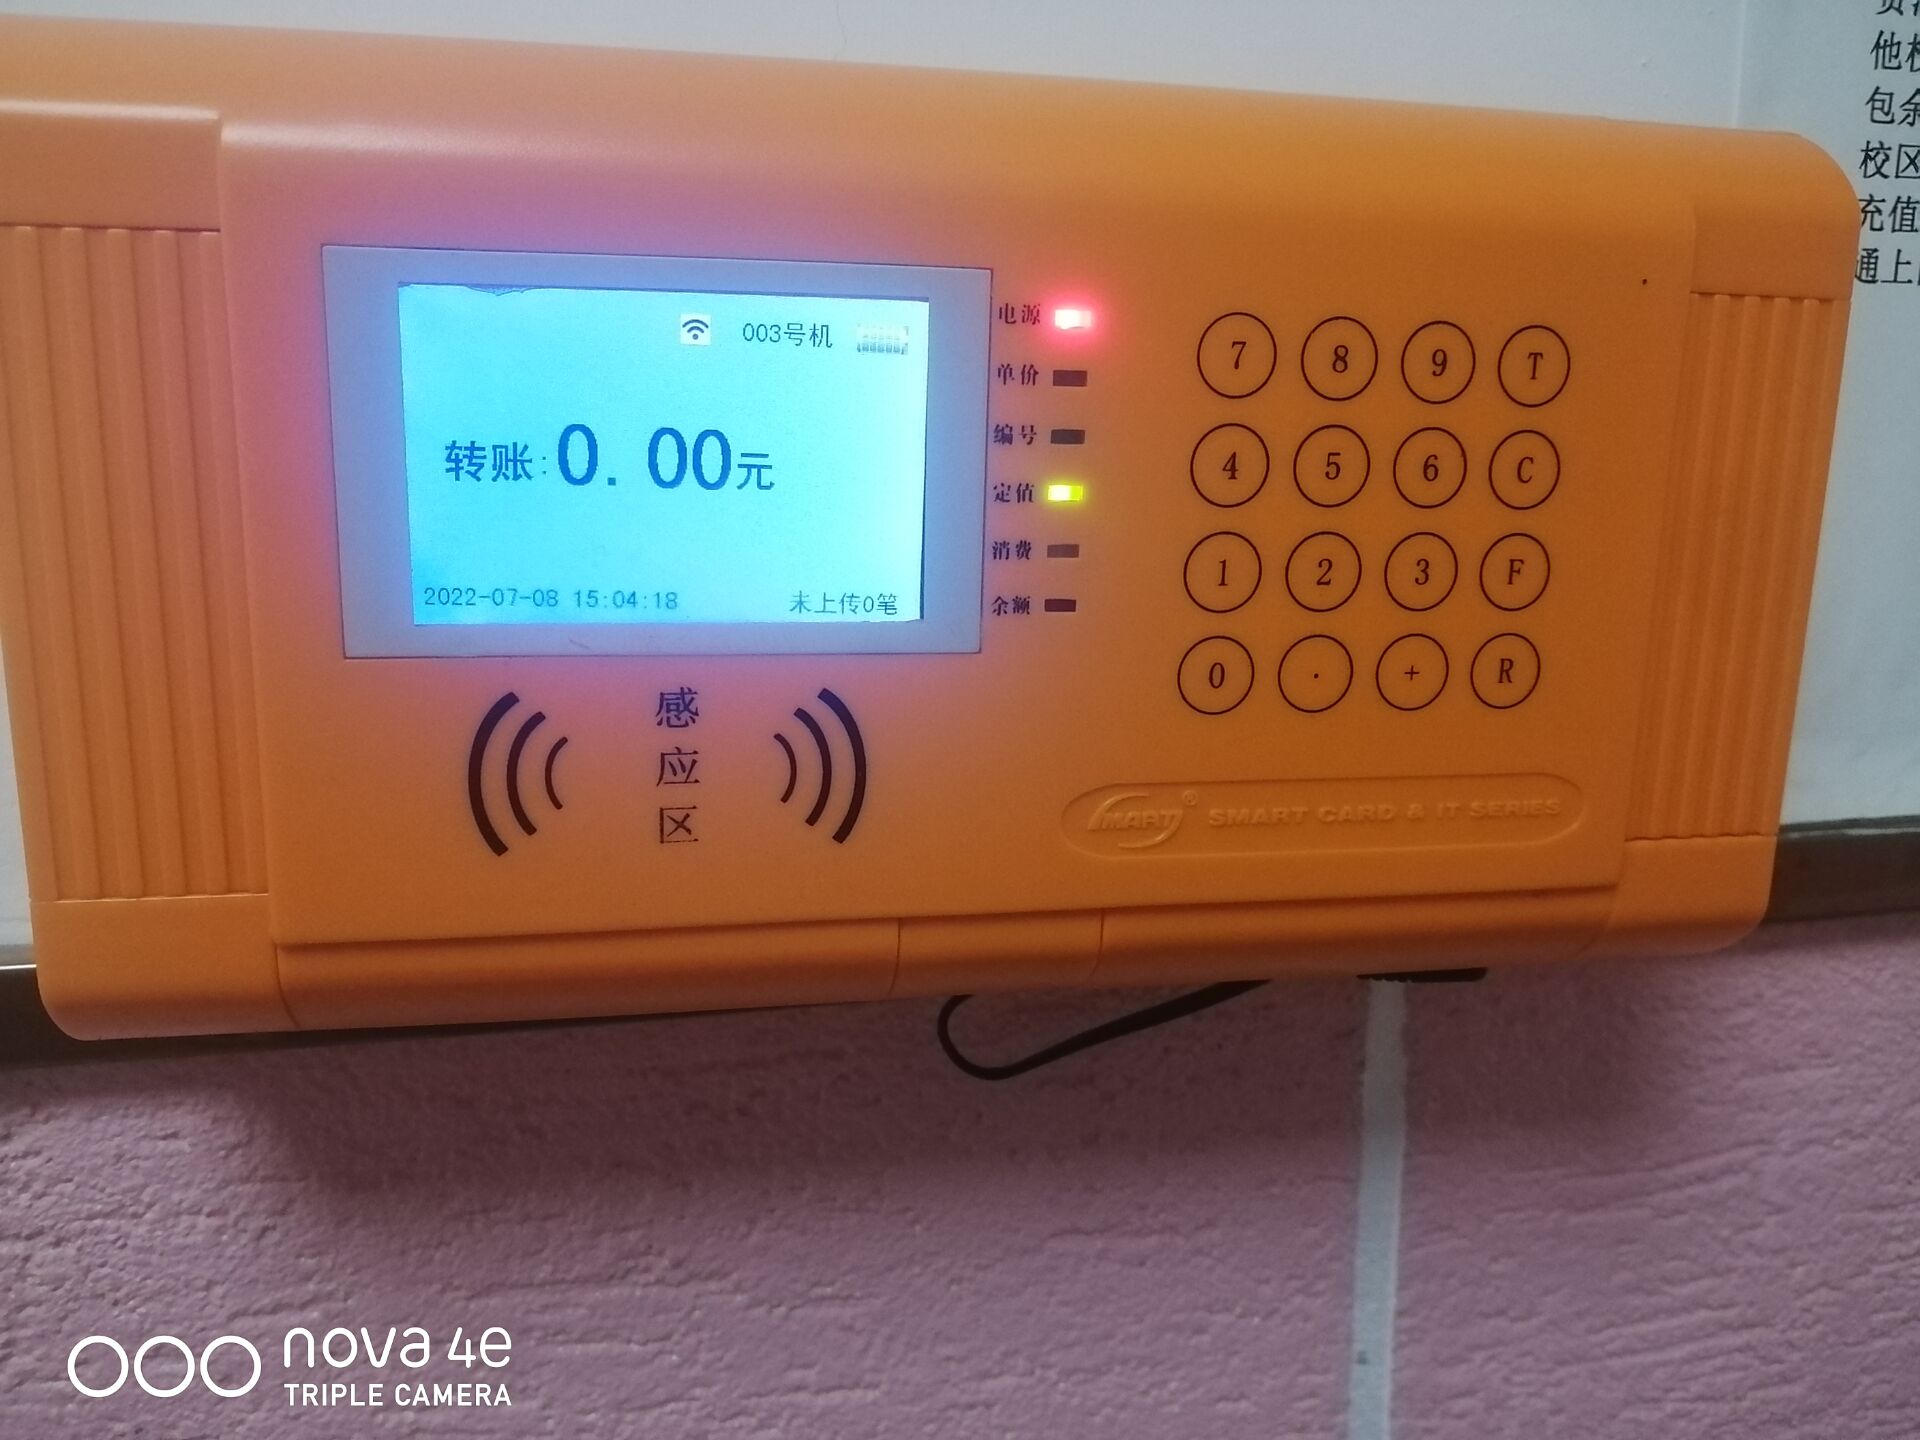 003号机
转账:0.00元
2022-07-08 15:04:18 未上传0笔
电源
单价
编号
定值
消费
余额
7 8 9 T
4 5 6 C
1 2 3 F
0 . + R
感
应
区
SMART® SMART CARD & IT SERIES
他
包余
校区
充值
通上
nova 4e
TRIPLE CAMERA